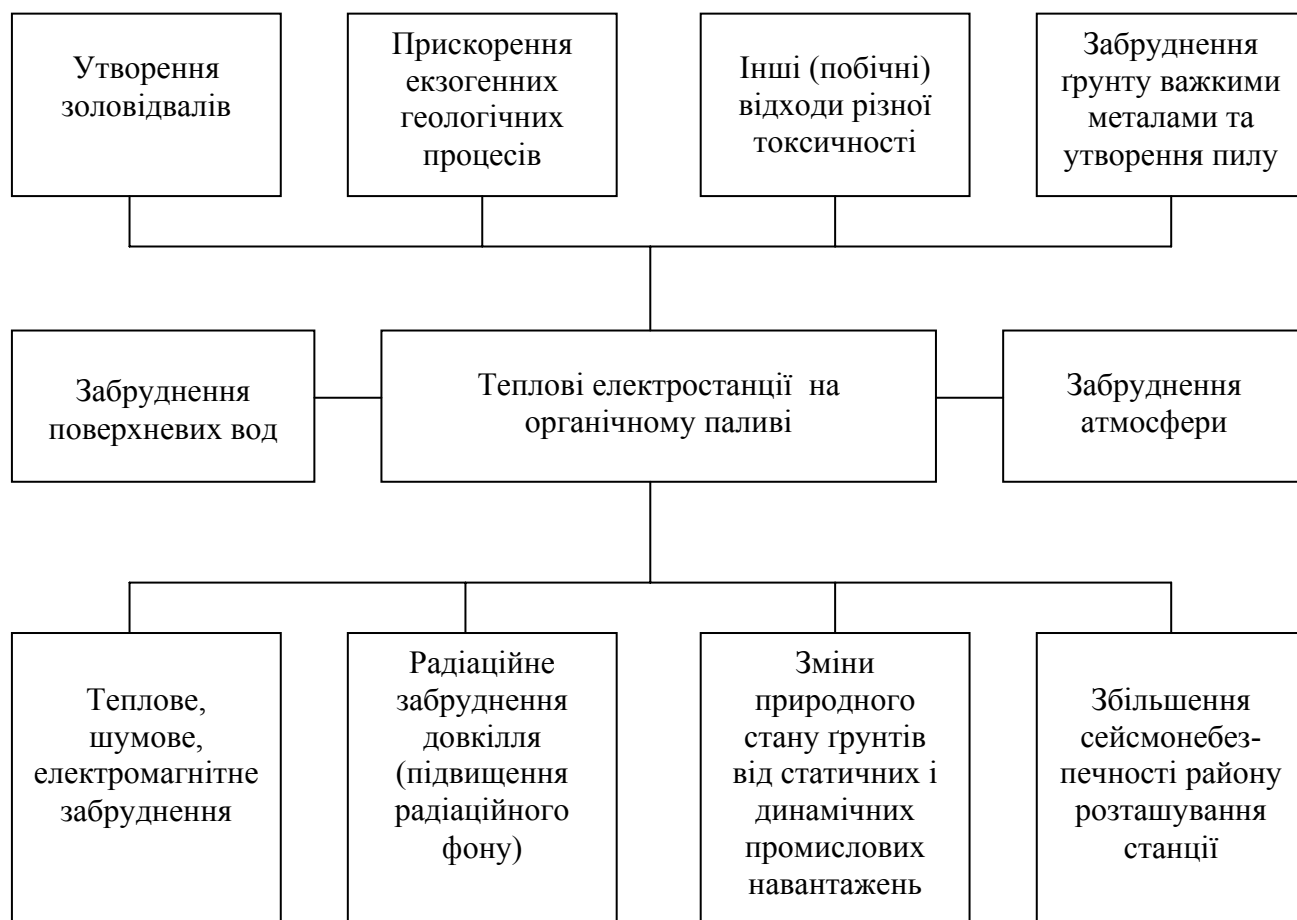 Утворення
золовідвалів
Прискорення
екзогенних
геологічних
процесів
Інші (побічні)
відходи різної
токсичності
Забруднення
ґрунту важкими
металами та
утворення пилу
Забруднення
поверхневих вод
Теплові електростанції на
органічному паливі
Забруднення
атмосфери
Теплове,
шумове,
електромагнітне
забруднення
Радіаційне
забруднення
довкілля
(підвищення
радіаційного
фону)
Зміни
природного
стану ґрунтів
від статичних і
динамічних
промислових
навантажень
Збільшення
сейсмонебез-
печності району
розташування
станції